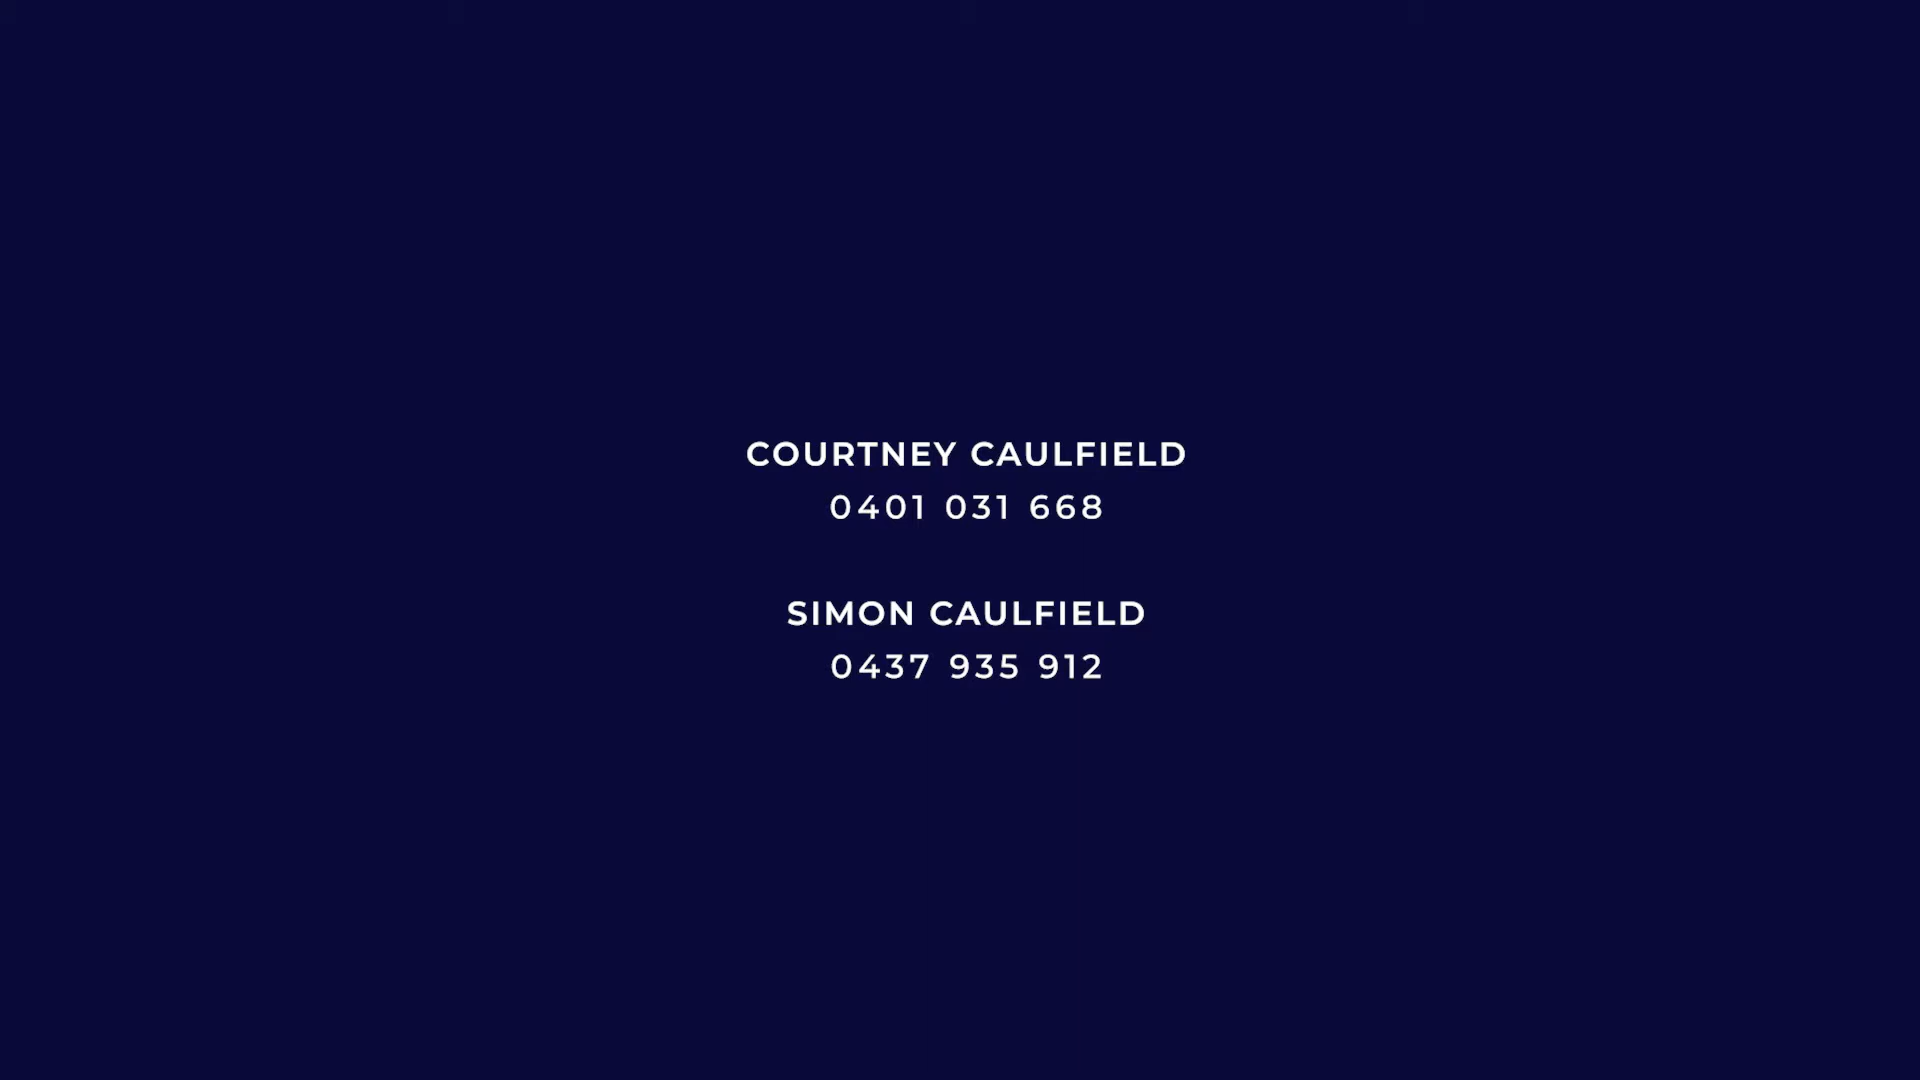 COURTNEY CAULFIELD
0401 031 668
SIMON CAULFIELD
0437 935 912